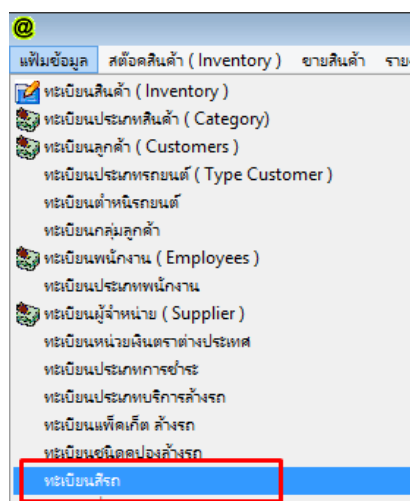 @
แฟ้มข้อมูล สต๊อคสินค้า ( Inventory ) ขายสินค้า
ทะเบียนสินค้า ( Inventory )
ทะเบียนประเภทสินค้า ( Category)
ทะเบียนลูกค้า ( Customers )
ทะเบียนประเภทรถยนต์ ( Type Customer )
ทะเบียนตำหนิรถยนต์
ทะเบียนกลุ่มลูกค้า
ทะเบียนพนักงาน ( Employees )
ทะเบียนประเภทพนักงาน
ทะเบียนผู้จำหน่าย ( Supplier )
ทะเบียนหน่วยเงินตราต่างประเทศ
ทะเบียนประเภทการชำระ
ทะเบียนประเภทบริการล้างรถ
ทะเบียนแพ็คเก็ต ล้างรถ
ทะเบียนชนิดคูปองล้างรถ
ทะเบียนสีรถ